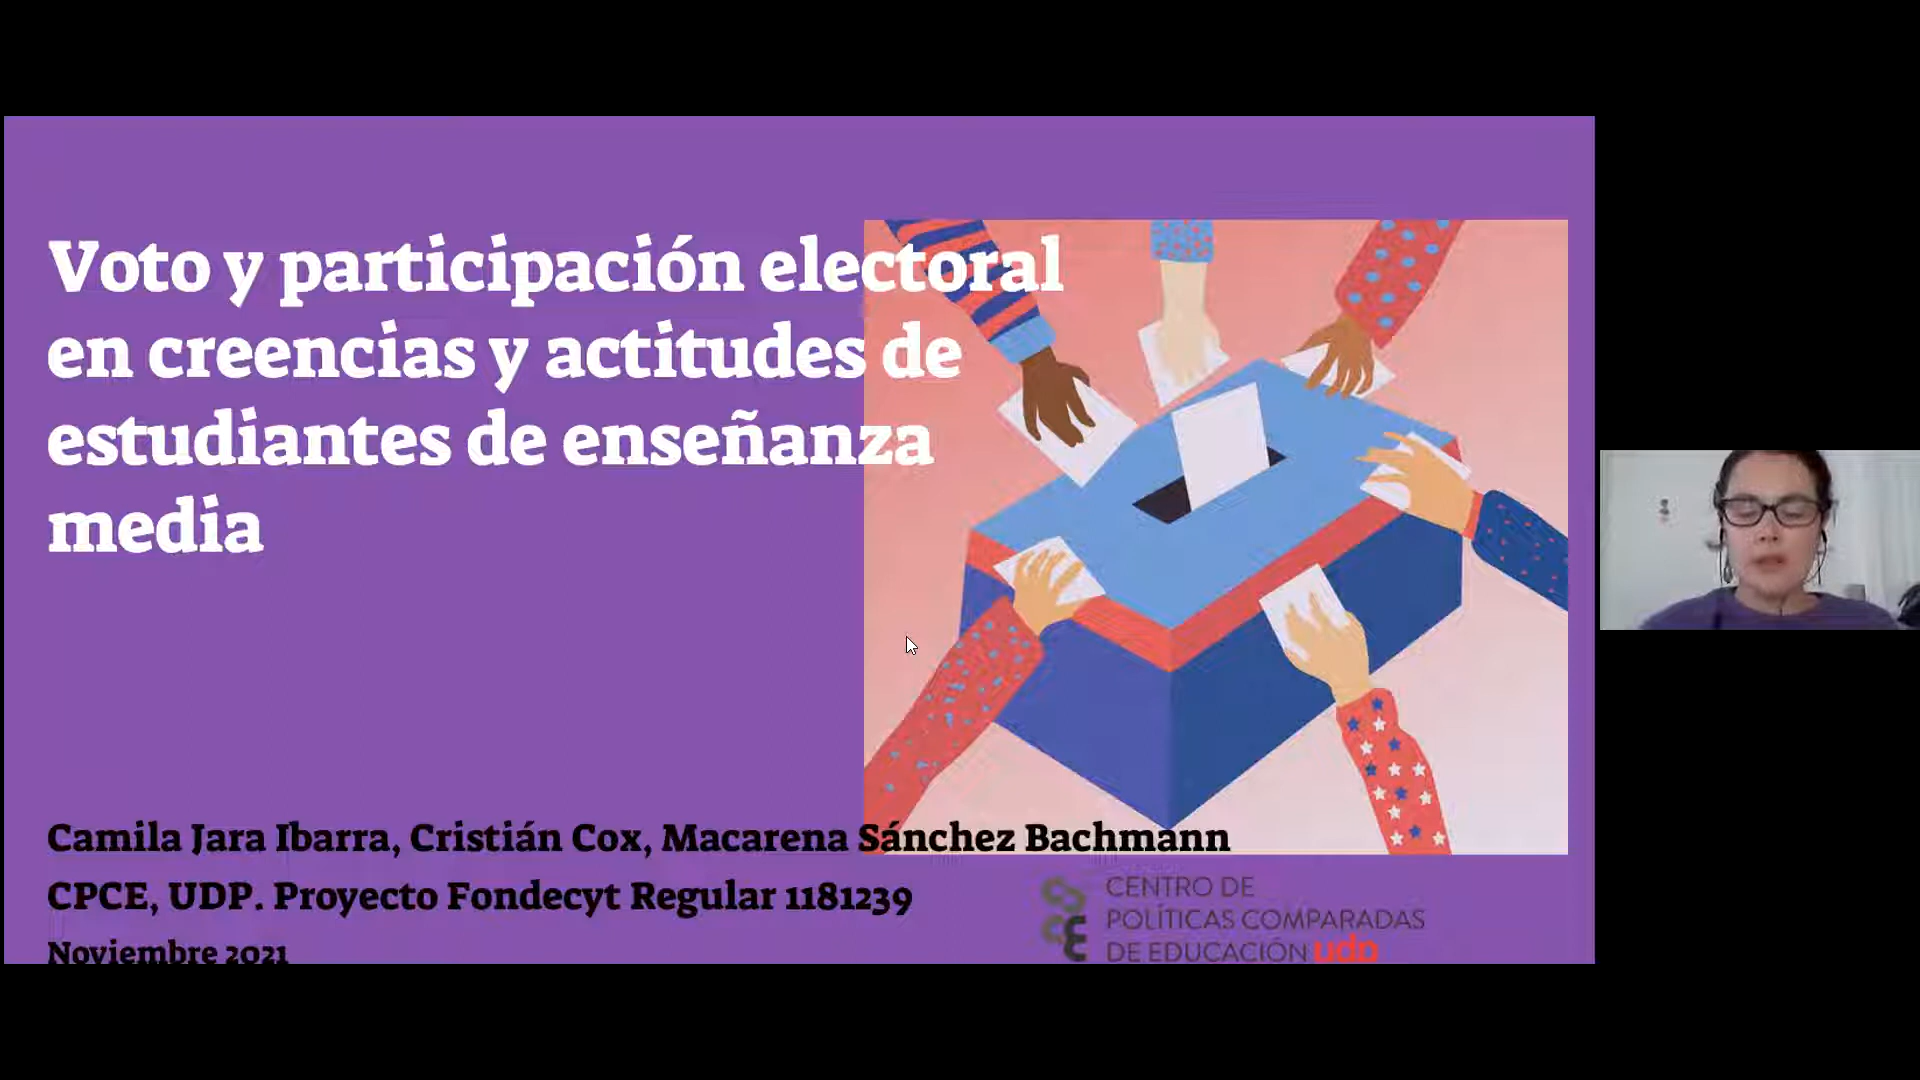 Voto y participación electoral
en creencias y actitudes de
estudiantes de enseñanza
media
Camila Jara Ibarra, Cristián Cox, Macarena Sánchez Bachmann
CPCE, UDP. Proyecto Fondecyt Regular 1181239
Noviembre 2021
CENTRO DE
POLÍTICAS COMPARADAS
DE EDUCACIÓN udp